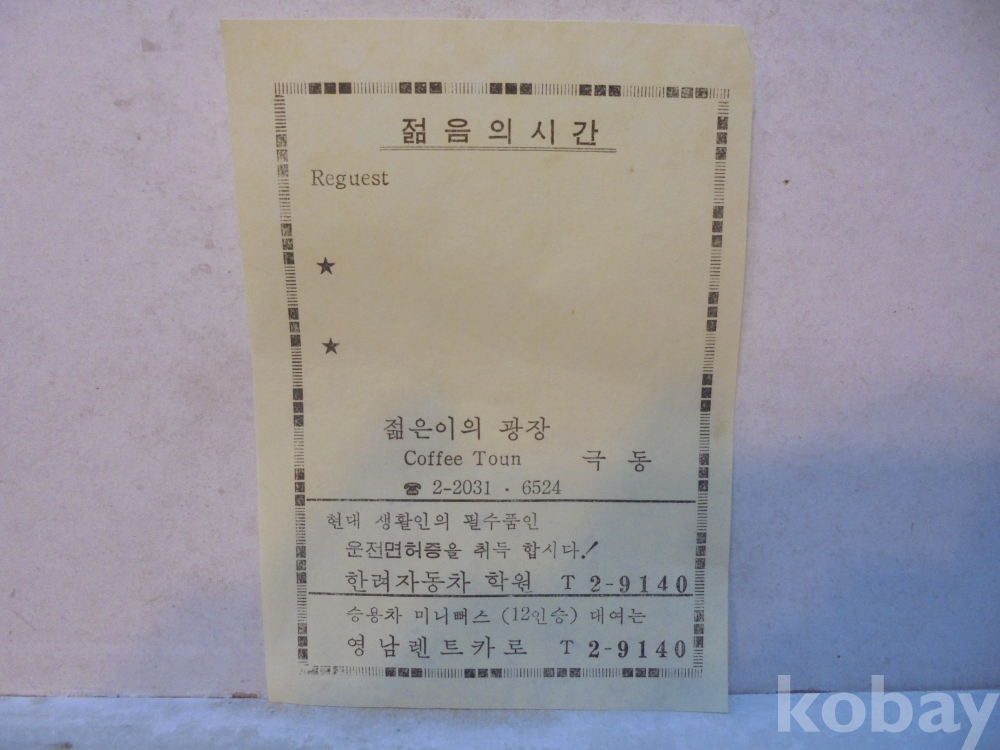 젊음의시간
Reguest
★
★
젊은이의 광장
Coffee Toun 극동
☎ 2-2031 · 6524
현대 생활인의 필수품인
운전면허증을 취득 합시다!
한려자동차 학원 T 2-9140
승용차 미니뻐스 (12인승) 대여는
영남렌트카로 T 2-9140
kobay